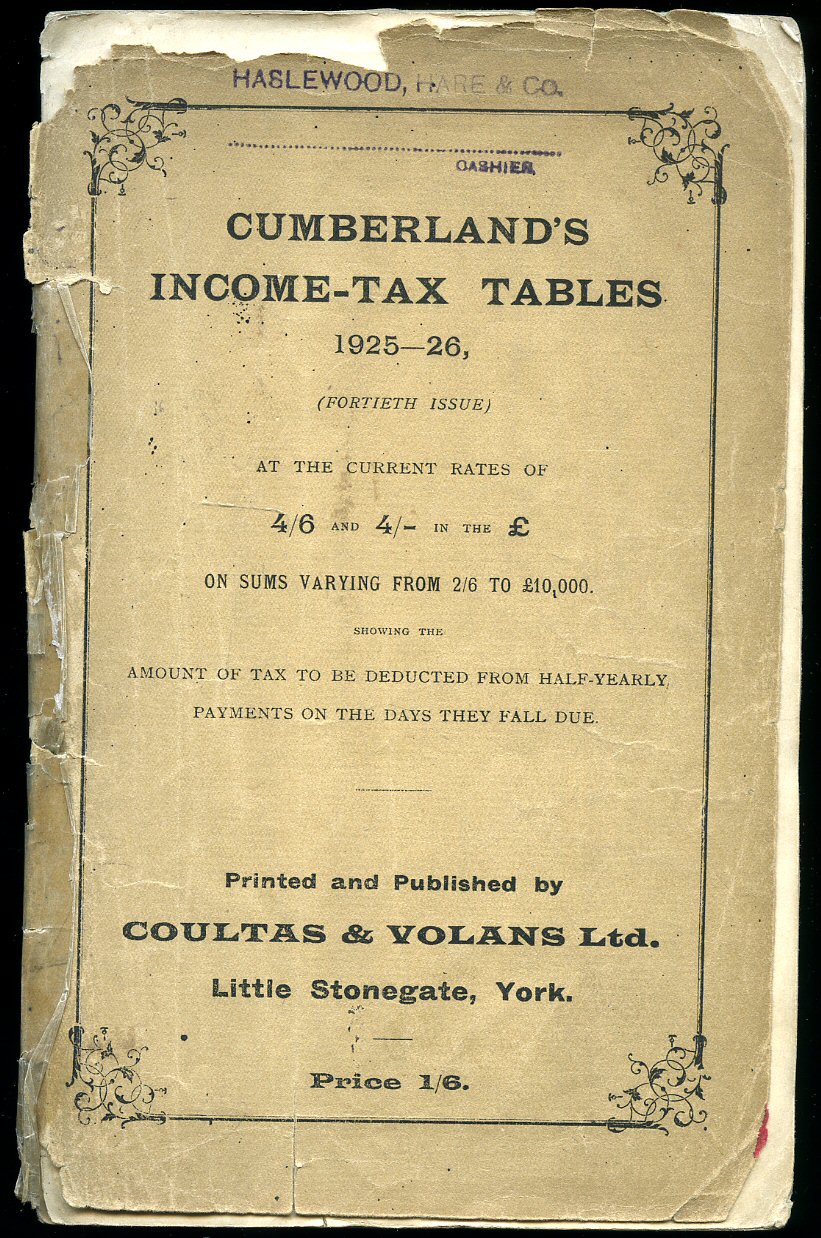 HASLEWOOD, HARE & CO.
CASHIER,
CUMBERLAND'S
INCOME-TAX TABLES
1925—26,
(FORTIETH ISSUE)
AT THE CURRENT RATES OF
4/6 AND 4/- IN THE £
ON SUMS VARYING FROM 2/6 TO £10,000.
SHOWING THE
AMOUNT OF TAX TO BE DEDUCTED FROM HALF-YEARLY
PAYMENTS ON THE DAYS THEY FALL DUE.
Printed and Published by
COULTAS & VOLANS Ltd.
Little Stonegate, York.
Price 1/6.